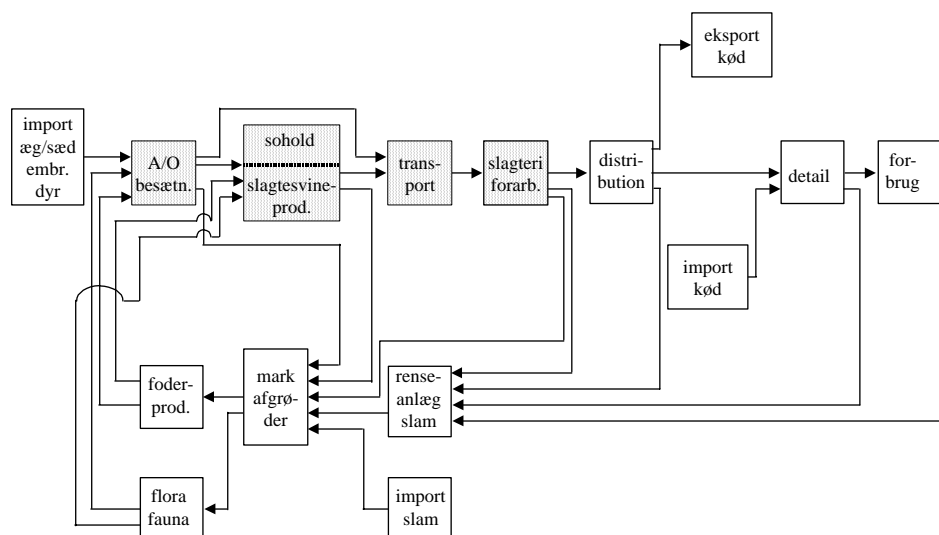 eksport
kød
import
æg/sæd
embr.
dyr
A/O
besætn.
sohold
slagtesvine-
prod.
trans-
port
slagteri
forarb.
distri-
bution
detail
for-
brug
import
kød
foder-
prod.
mark
afgrø-
der
rense-
anlæg
slam
flora
fauna
import
slam